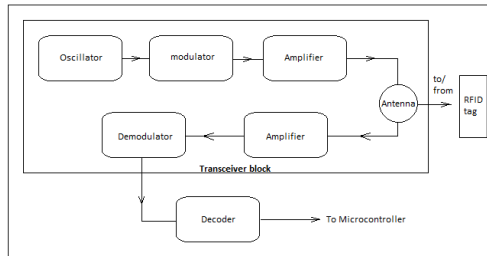 Oscillator
modulator
Amplifier
to/
from
Antenna
RFID
tag
Demodulator
Amplifier
Transceiver block
Decoder
To Microcontroller